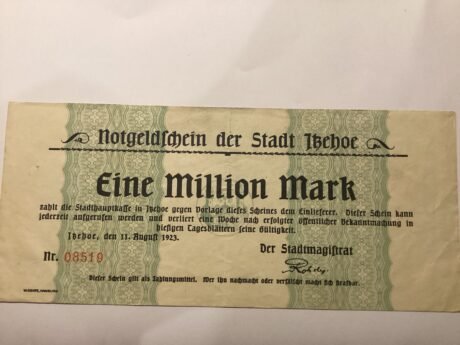 Notgeldschein der Stadt Itzehoe
Eine Million Mark
zahlt die Stadthauptkasse in Itzehoe gegen Vorlage dieses Scheines dem Einlieferer. Dieser Schein kann
jederzeit aufgerufen werden und verliert eine Woche nach erfolgter öffentlicher Bekanntmachung in
hiesigen Tagesblättern seine Gültigkeit.
Itzehoe, den 11. August 1923.
Der Stadtmagistrat
Nr. 08519
Dieser Schein gilt als Zahlungsmittel. Wer ihn nachmacht oder verfälscht macht sich strafbar.